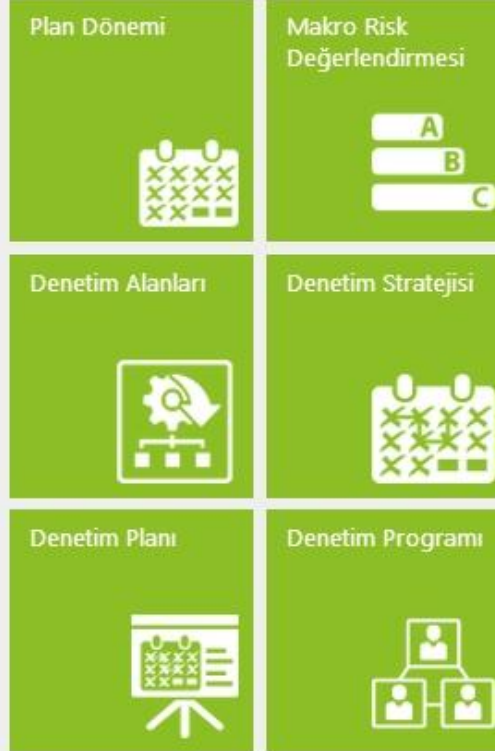 Plan Dönemi
Makro Risk
Değerlendirmesi
A
B
C
Denetim Alanları
Denetim Stratejisi
Denetim Planı
Denetim Programı